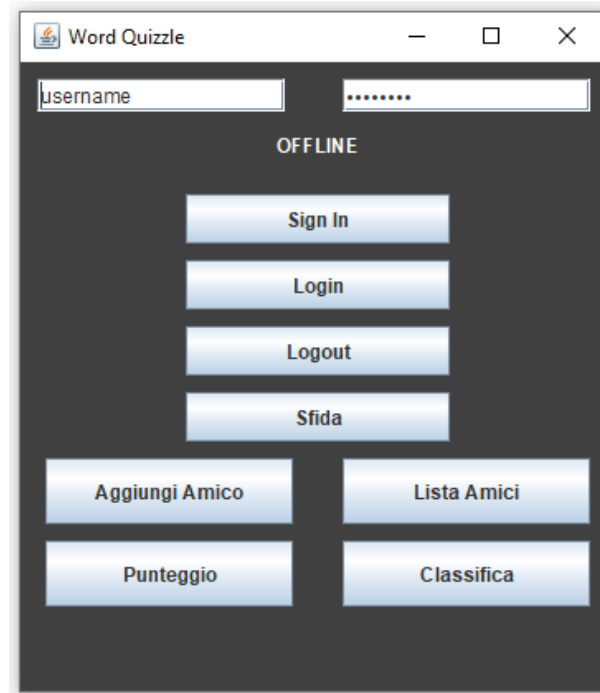 Word Quizzle
username ••••••••
OFFLINE
Sign In
Login
Logout
Sfida
Aggiungi Amico Lista Amici
Punteggio Classifica